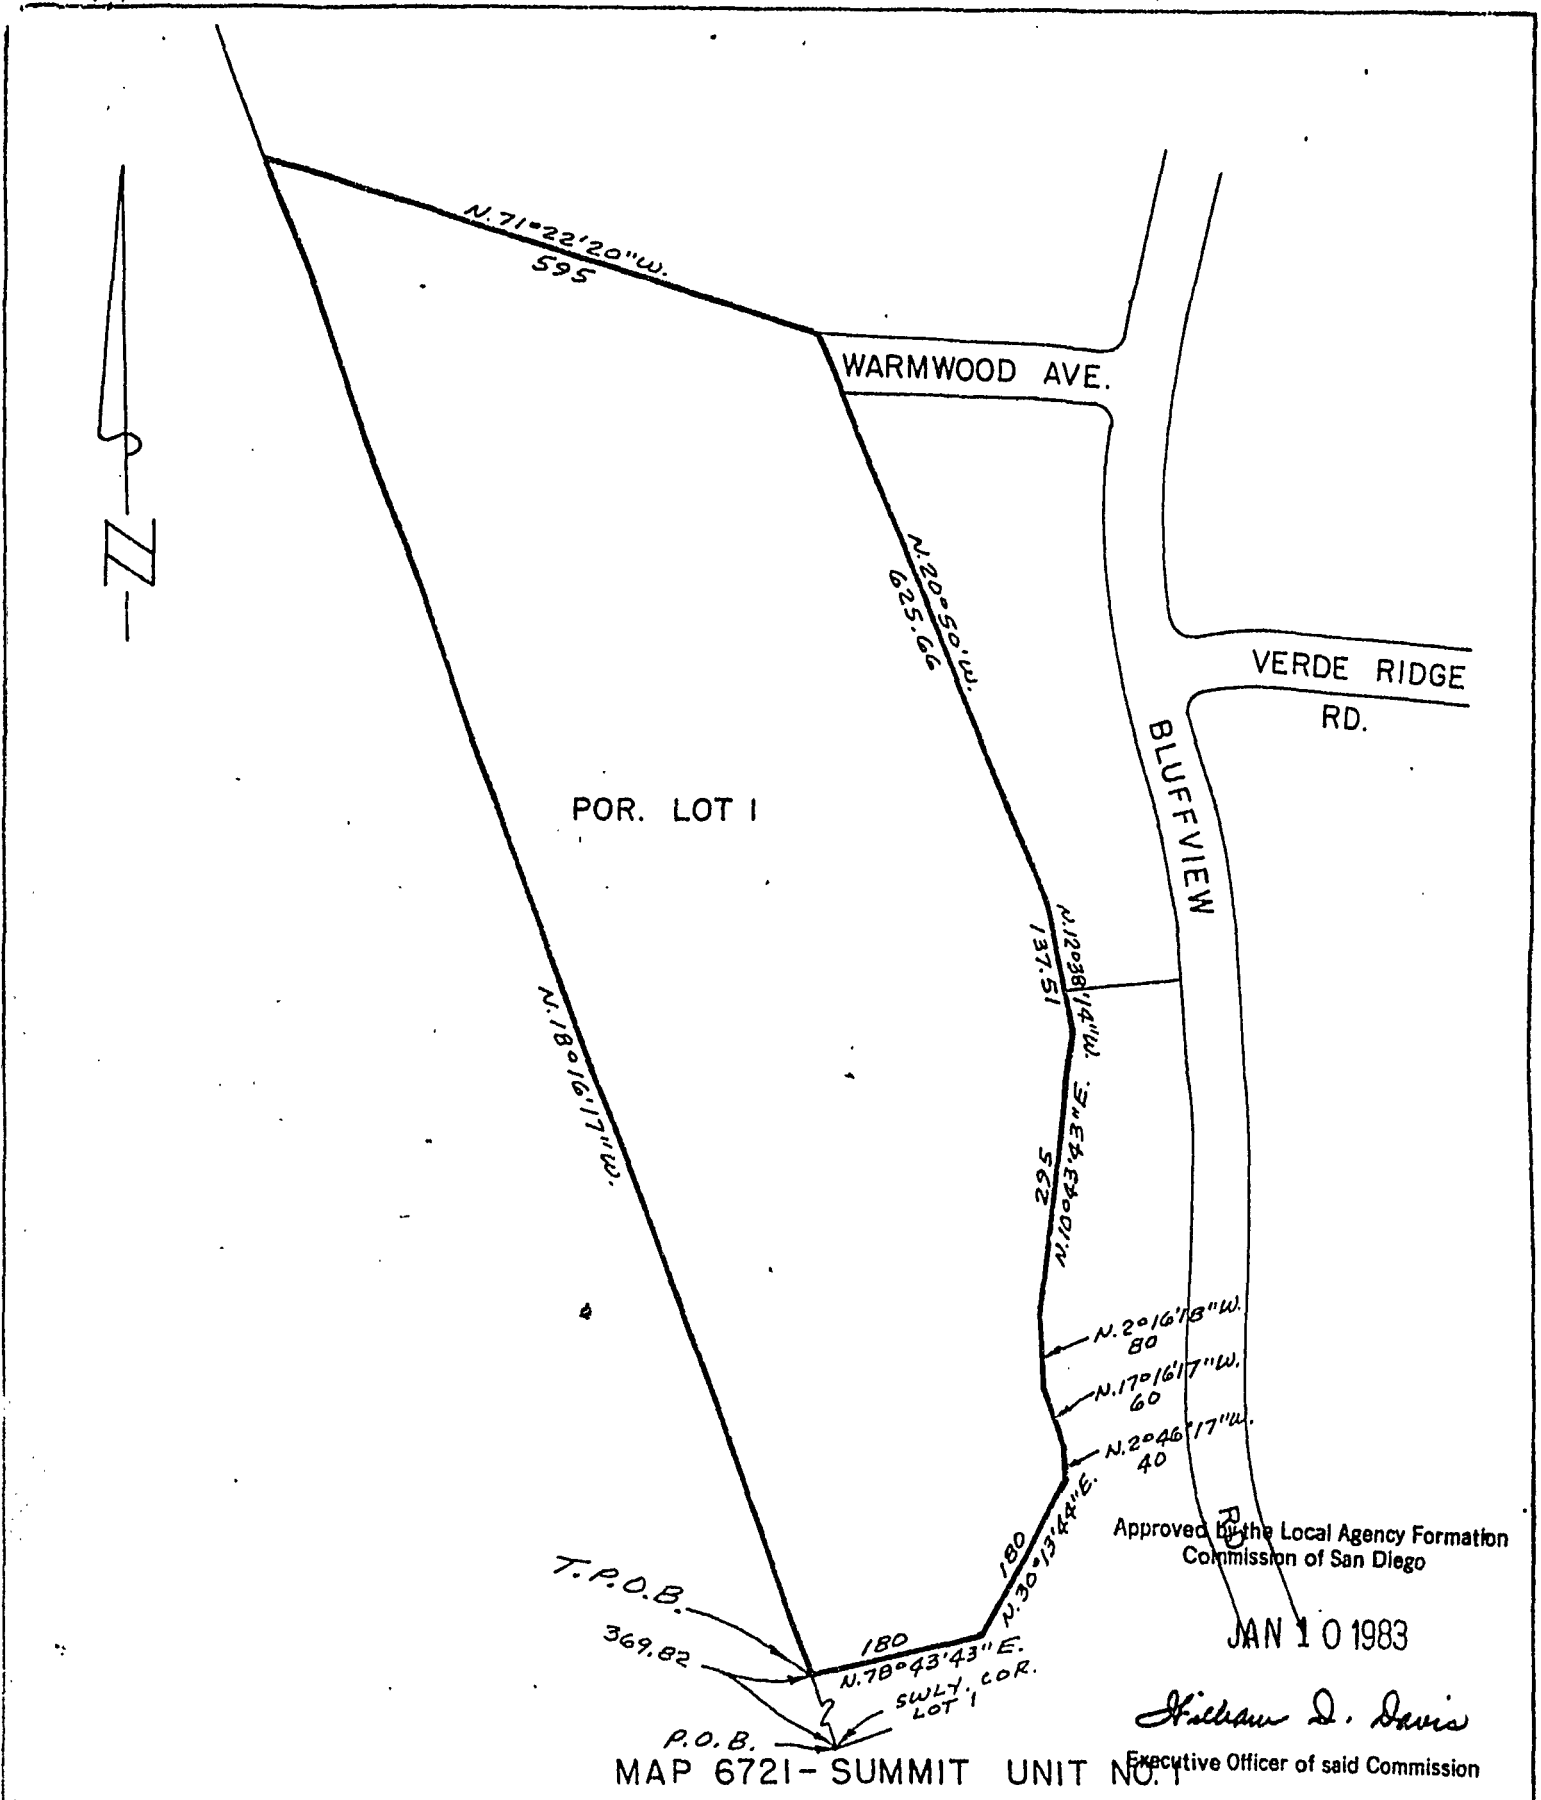 N.71°22'20"W.
595
WARMWOOD AVE.
N
N.20°50'W.
625.66
VERDE RIDGE
RD.
BLUFFVIEW
POR. LOT 1
N.12°38'14"W.
137.51
N.18°16'17"W.
N.10°43'43"E.
295
N.2°16'18"W.
80
N.17°16'17"W.
60
N.2°46'17"W.
40
RD.
180
N.30°13'44"E.
Approved by the Local Agency Formation
Commission of San Diego
T.P.O.B.
369.82
180
N.78°43'43"E.
JAN 10 1983
SWLY. COR.
LOT 1
William D. Davis
P.O.B.
MAP 6721-SUMMIT UNIT NO. 1
Executive Officer of said Commission